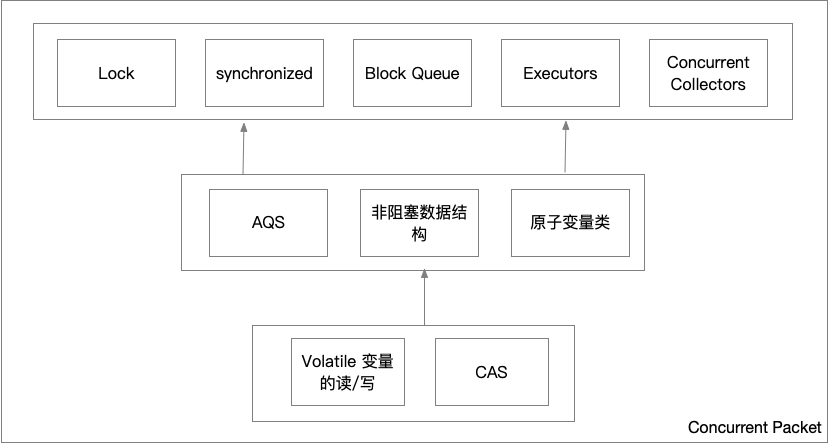 Lock
synchronized
Block Queue
Executors
Concurrent
Collectors
AQS
非阻塞数据结
构
原子变量类
Volatile 变量
的读/写
CAS
Concurrent Packet